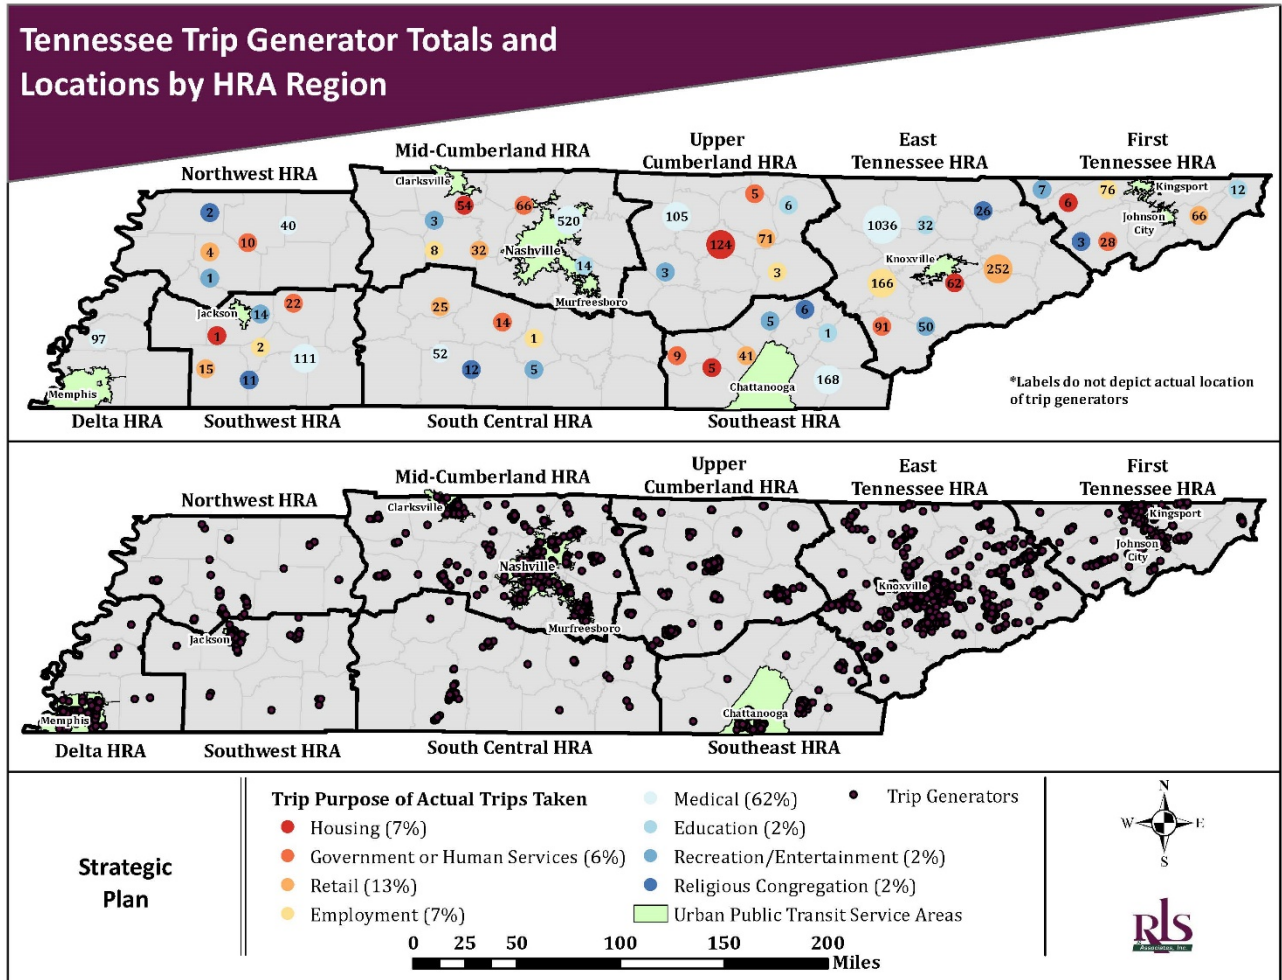 Tennessee Trip Generator Totals and
Locations by HRA Region
Northwest HRA
Mid-Cumberland HRA
Upper
Cumberland HRA
East
Tennessee HRA
First
Tennessee HRA
Clarksville
Kingsport
Johnson
City
Nashville
Knoxville
Murfreesboro
Jackson
Memphis
Chattanooga
2
40
10
4
1
54
66
520
3
8
32
14
5
105
6
124
71
3
3
1036
32
26
166
62
252
91
50
7
76
12
6
66
3
28
97
14
22
1
2
15
111
11
25
14
1
52
12
5
6
5
1
9
41
5
168
*Labels do not depict actual location
of trip generators
Delta HRA
Southwest HRA
South Central HRA
Southeast HRA
Northwest HRA
Mid-Cumberland HRA
Upper
Cumberland HRA
East
Tennessee HRA
First
Tennessee HRA
Clarksville
Kingsport
Johnson
City
Nashville
Knoxville
Murfreesboro
Jackson
Memphis
Chattanooga
Delta HRA
Southwest HRA
South Central HRA
Southeast HRA
Strategic
Plan
Trip Purpose of Actual Trips Taken
Housing (7%)
Government or Human Services (6%)
Retail (13%)
Employment (7%)
Medical (62%)
Education (2%)
Recreation/Entertainment (2%)
Religious Congregation (2%)
Urban Public Transit Service Areas
Trip Generators
0 25 50 100 150 200
Miles
N
W E
S
RLS
& Associates, Inc.